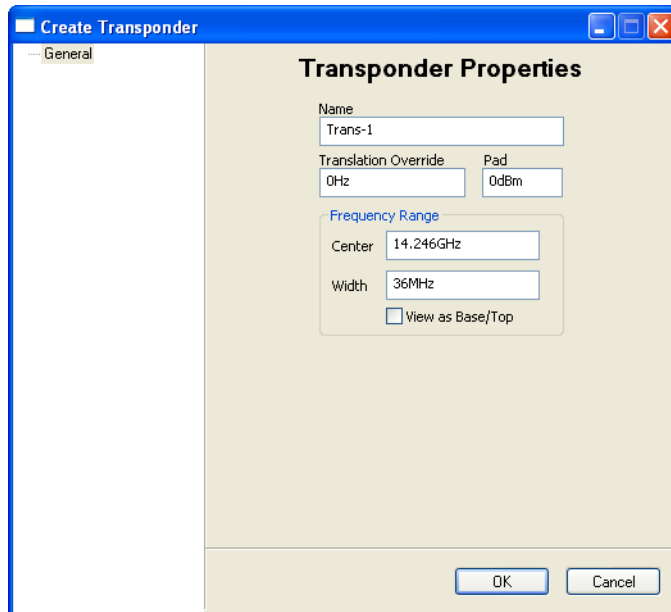 Create Transponder
General
Transponder Properties
Name
Trans-1
Translation Override Pad
0Hz 0dBm
Frequency Range
Center 14.246GHz
Width 36MHz
View as Base/Top
OK Cancel